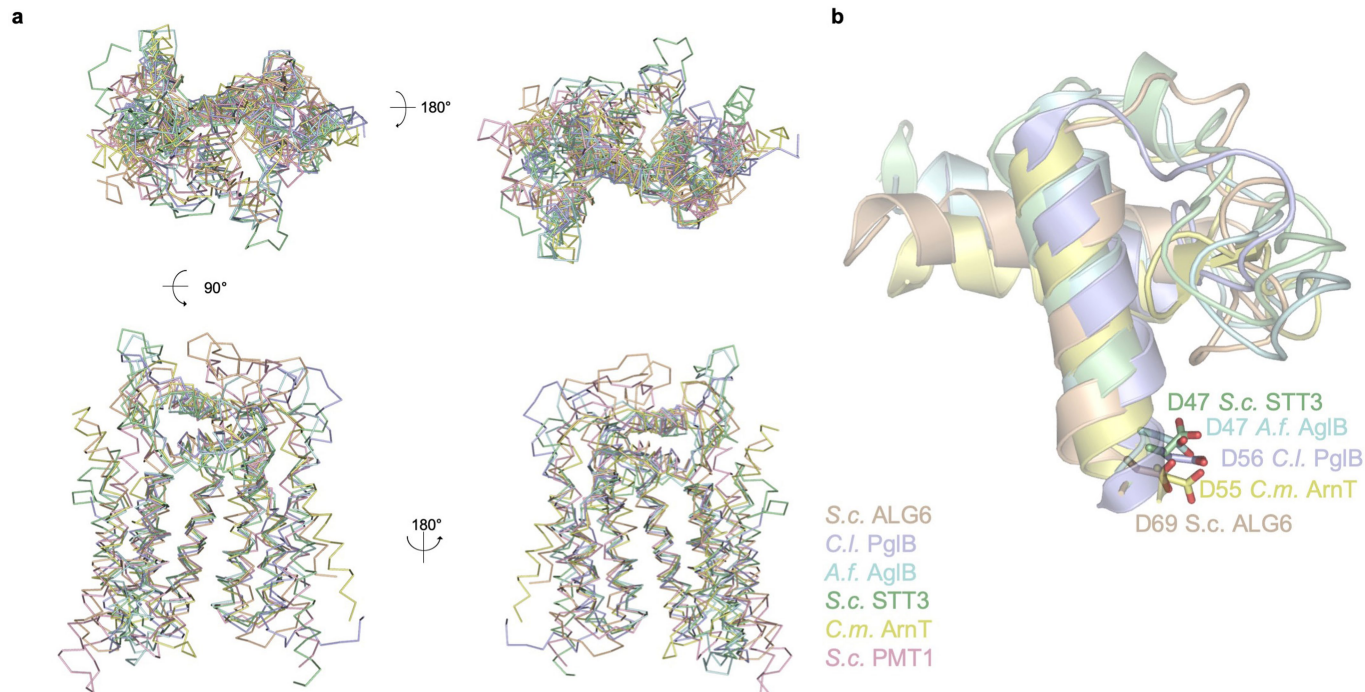 a
180°
90°
180°
S.c. ALG6
C.l. PglB
A.f. AglB
S.c. STT3
C.m. ArnT
S.c. PMT1
b
D47 S.c. STT3
D47 A.f. AglB
D56 C.l. PglB
D55 C.m. ArnT
D69 S.c. ALG6